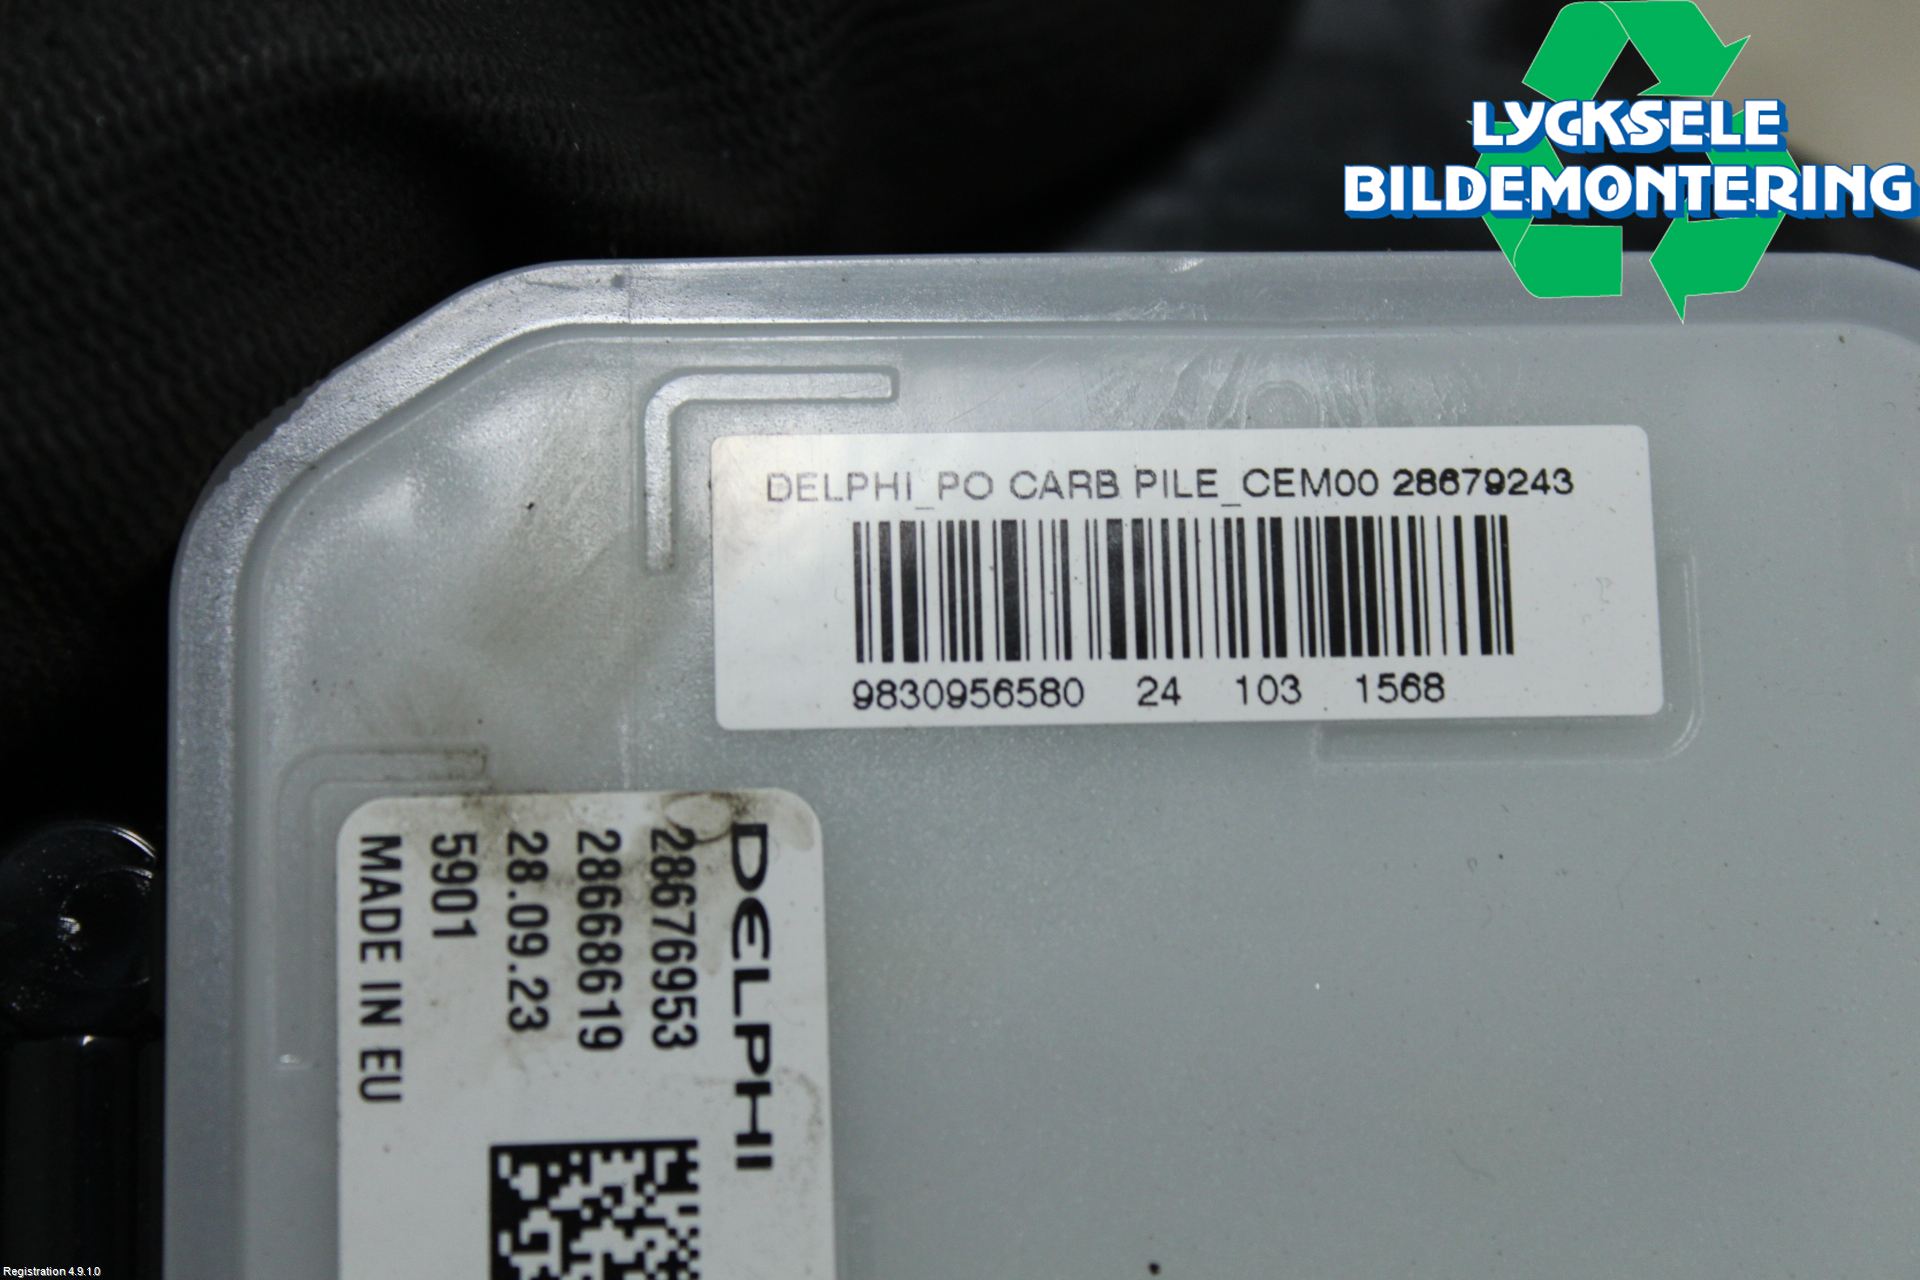 LYCKSELE
BILDEMONTERING
DELPHI_PO CARB PILE_CEM00 28679243
9830956580 24 103 1568
DELPHI
28676953
28668619
28.09.23
5901
MADE IN EU
Registration 4.9.1.0